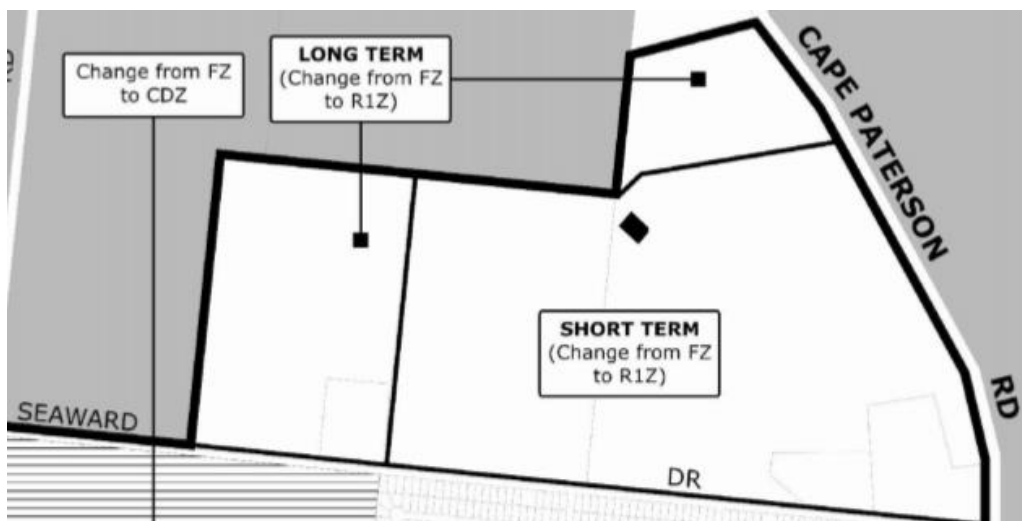 Change from FZ
to CDZ
LONG TERM
(Change from FZ
to R1Z)
CAPE PATERSON
RD
SHORT TERM
(Change from FZ
to R1Z)
SEAWARD
DR